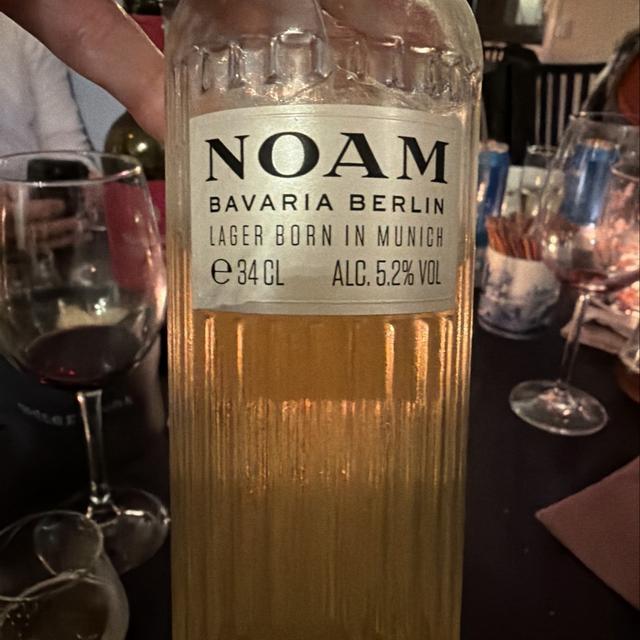 NOAM
BAVARIA BERLIN
LAGER BORN IN MUNICH
℮34 CL ALC. 5.2% VOL